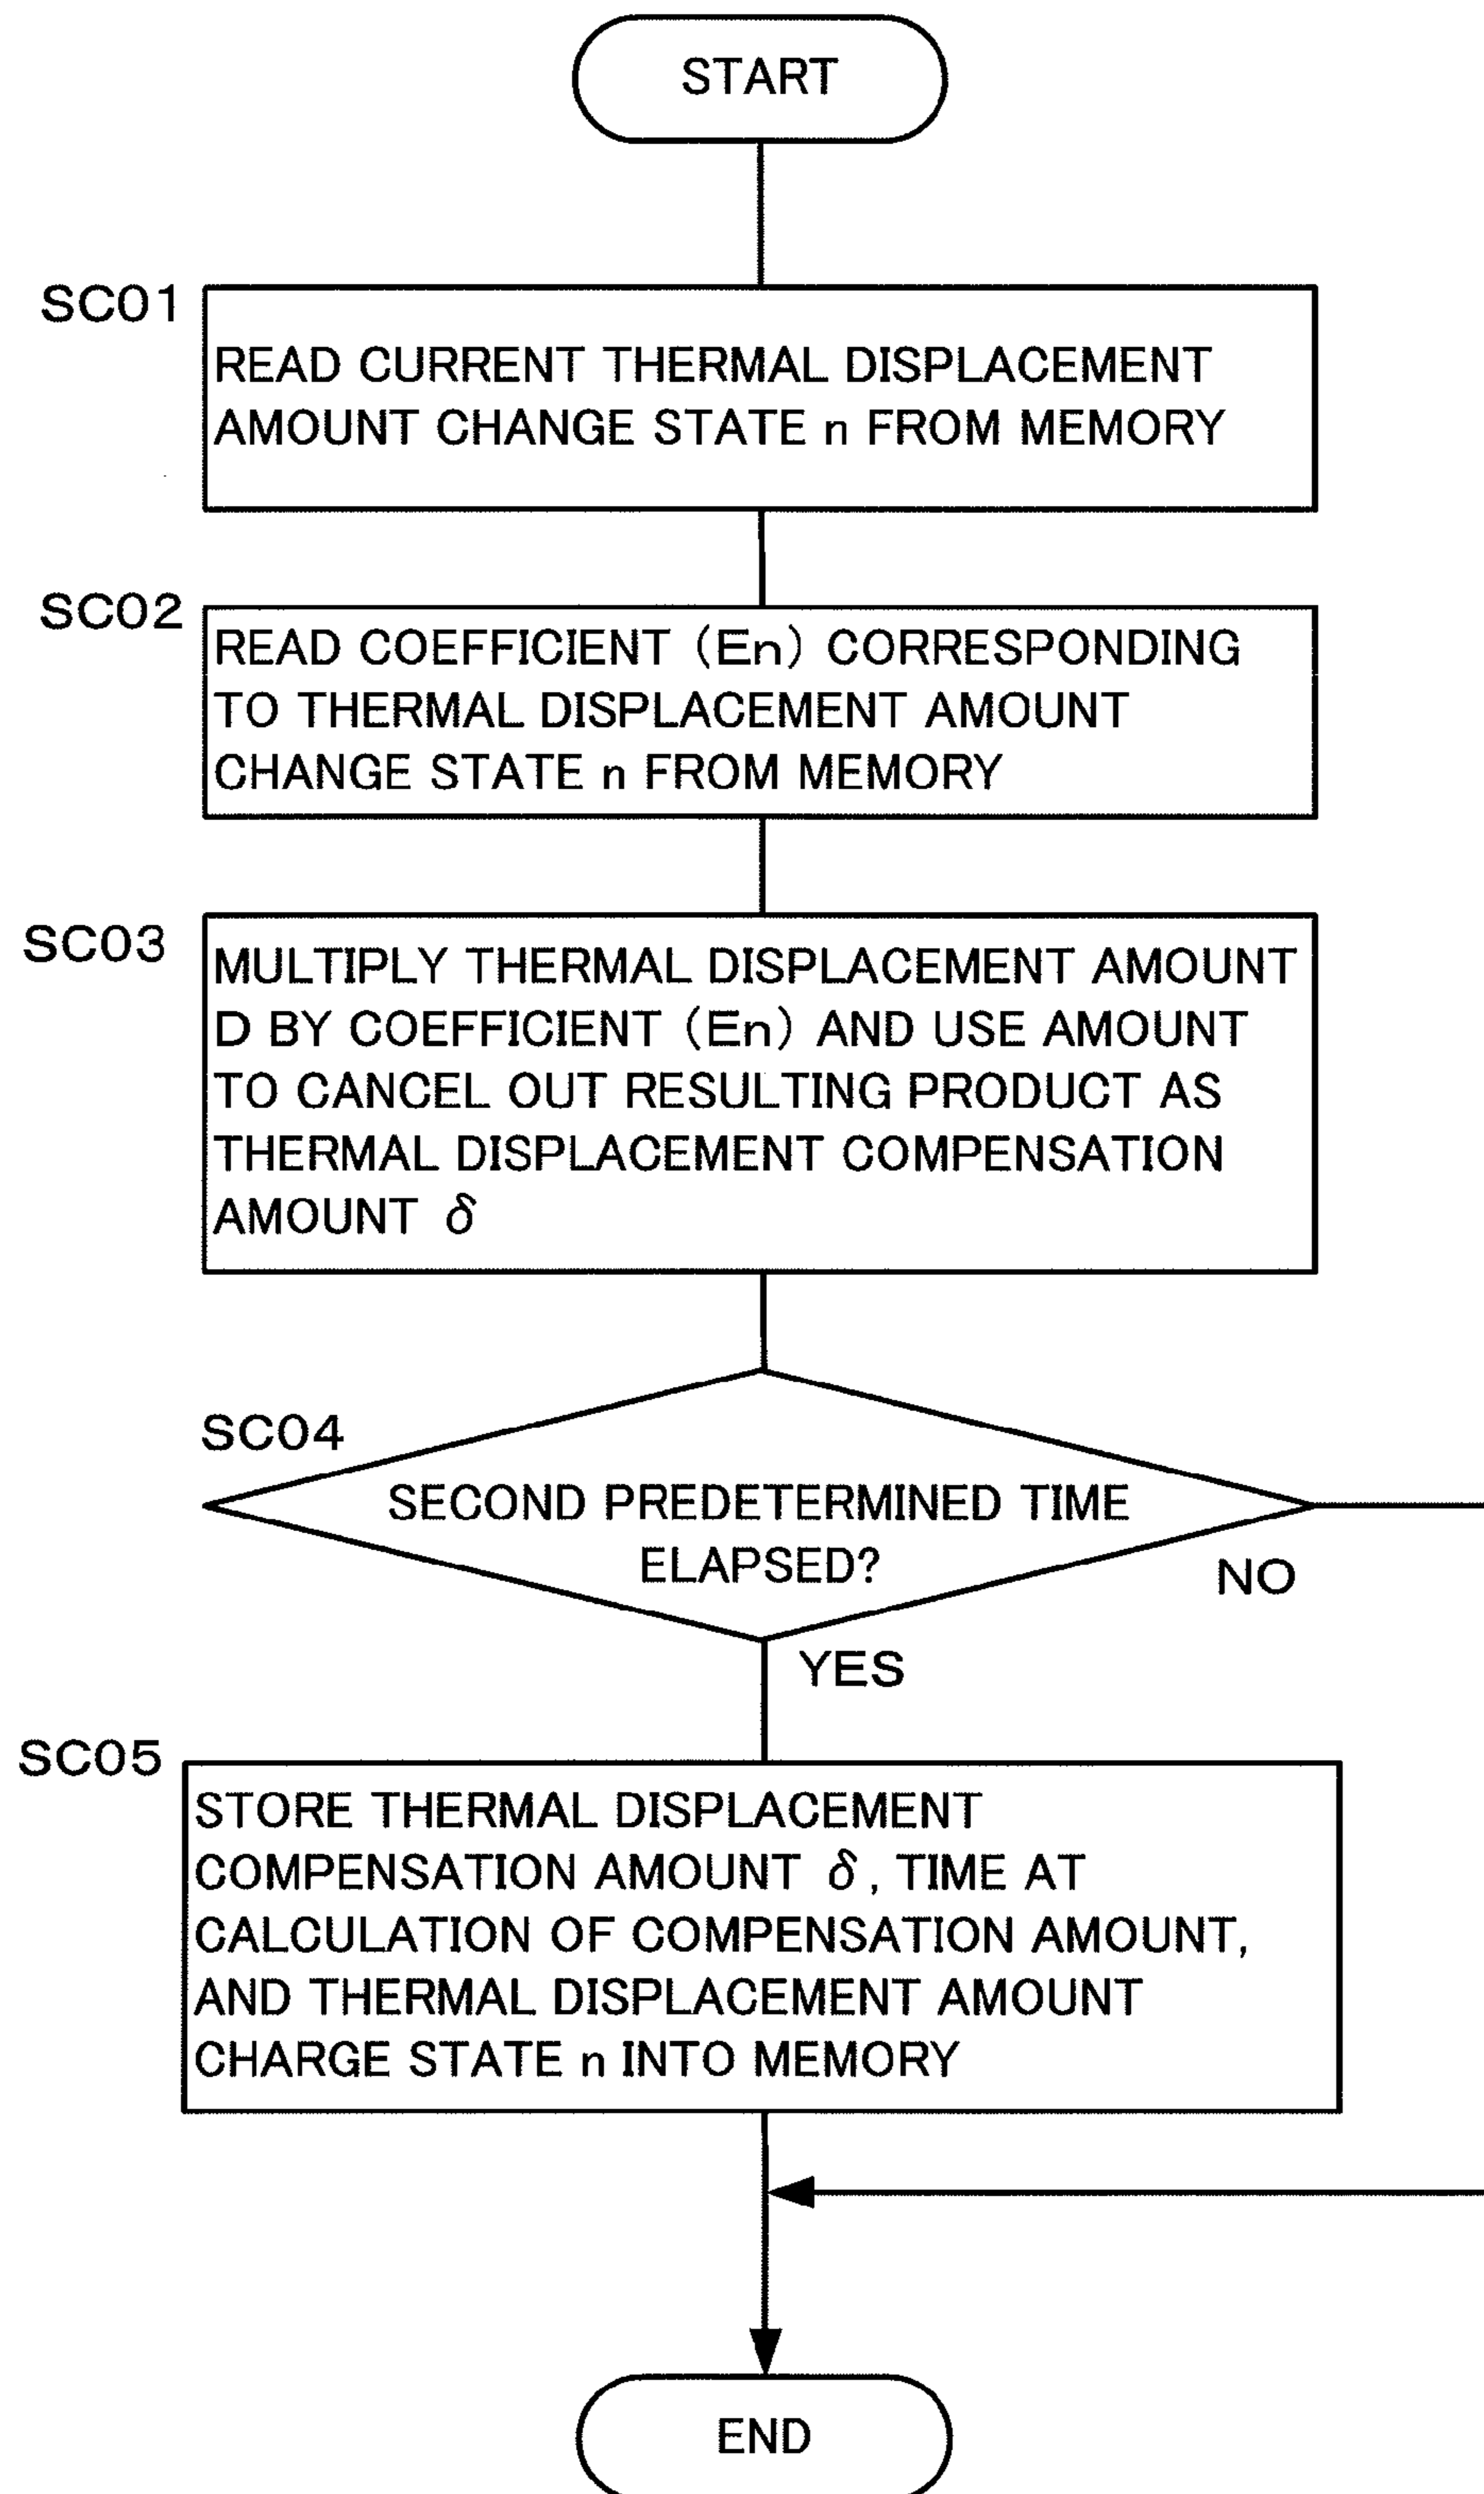 START
SC01
READ CURRENT THERMAL DISPLACEMENT
AMOUNT CHANGE STATE n FROM MEMORY
SC02
READ COEFFICIENT (En) CORRESPONDING
TO THERMAL DISPLACEMENT AMOUNT
CHANGE STATE n FROM MEMORY
SC03
MULTIPLY THERMAL DISPLACEMENT AMOUNT
D BY COEFFICIENT (En) AND USE AMOUNT
TO CANCEL OUT RESULTING PRODUCT AS
THERMAL DISPLACEMENT COMPENSATION
AMOUNT δ
SC04
SECOND PREDETERMINED TIME
ELAPSED?
NO
YES
SC05
STORE THERMAL DISPLACEMENT
COMPENSATION AMOUNT δ, TIME AT
CALCULATION OF COMPENSATION AMOUNT,
AND THERMAL DISPLACEMENT AMOUNT
CHARGE STATE n INTO MEMORY
END